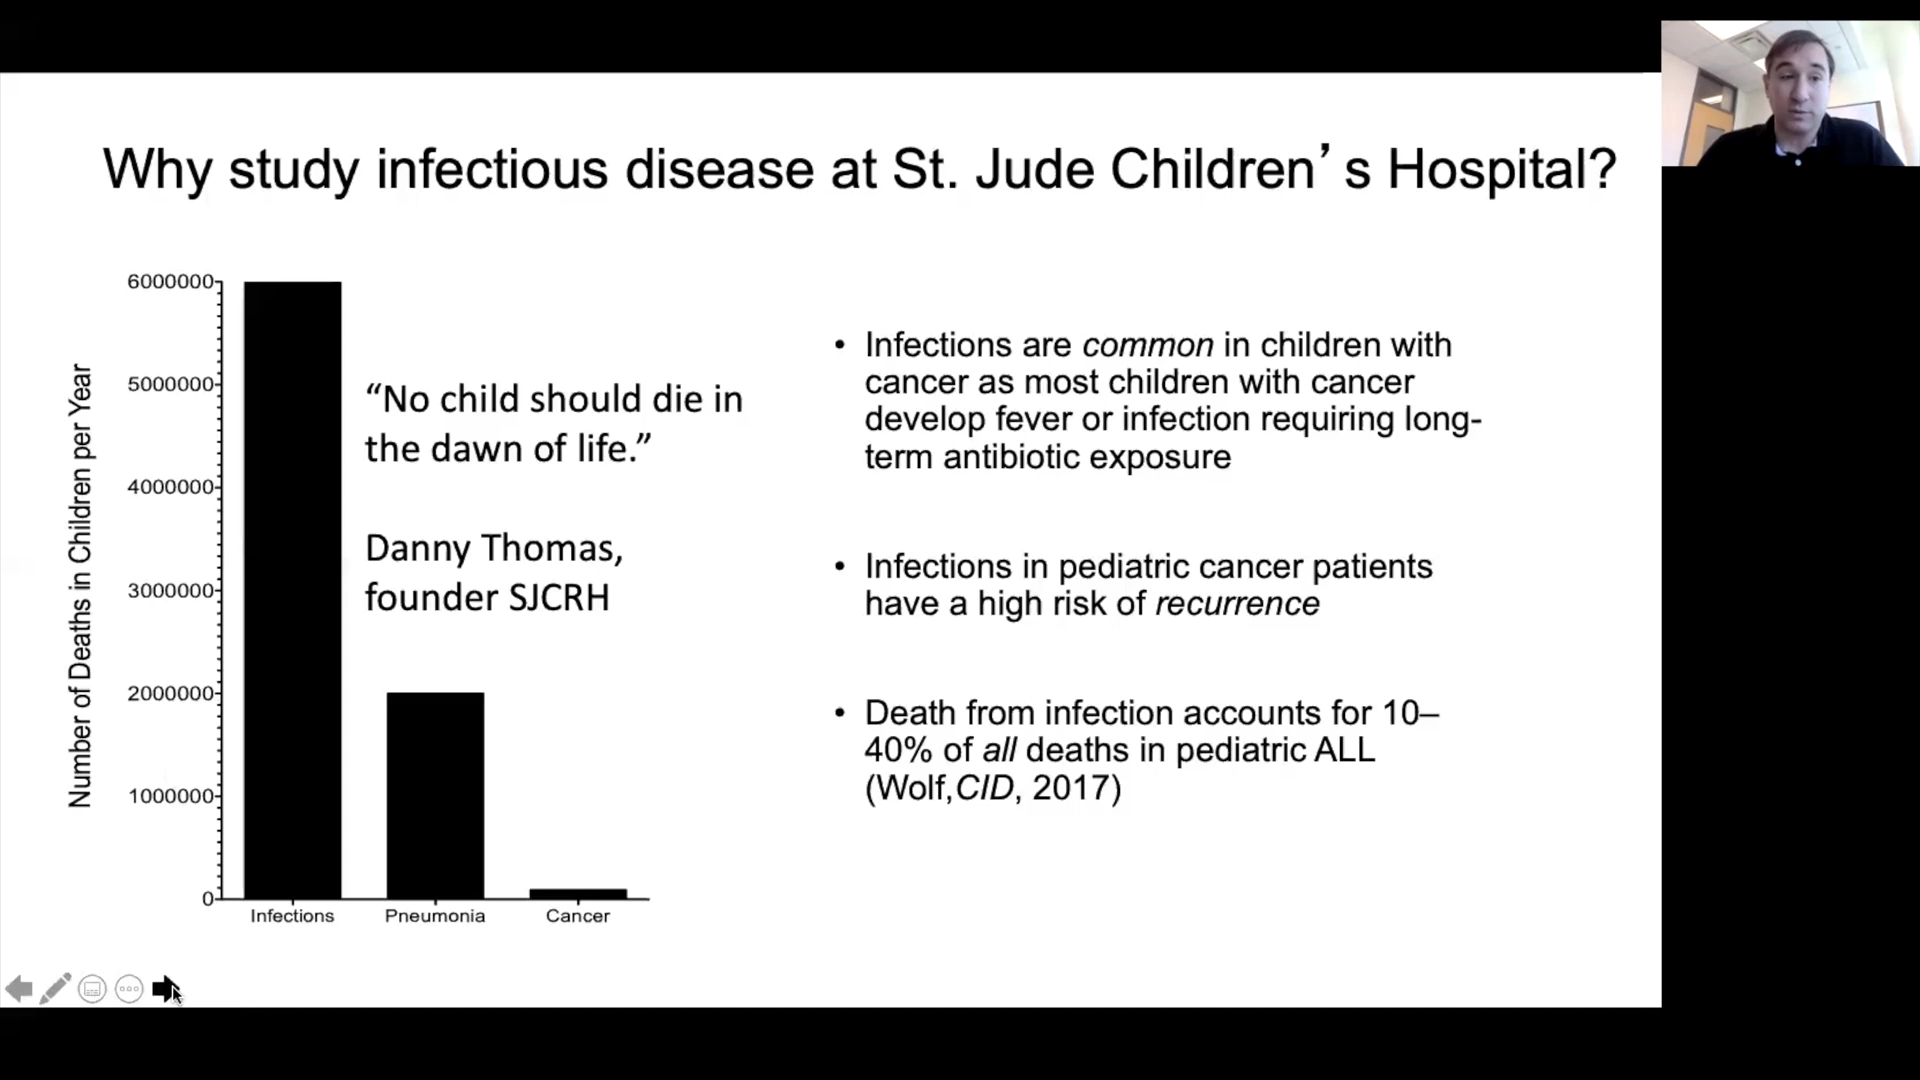 Why study infectious disease at St. Jude Children’s Hospital?
Number of Deaths in Children per Year
6000000
5000000
4000000
3000000
2000000
1000000
0
Infections
Pneumonia
Cancer
“No child should die in
the dawn of life.”
Danny Thomas,
founder SJCRH
• Infections are common in children with
cancer as most children with cancer
develop fever or infection requiring long-
term antibiotic exposure
• Infections in pediatric cancer patients
have a high risk of recurrence
• Death from infection accounts for 10–
40% of all deaths in pediatric ALL
(Wolf,CID, 2017)